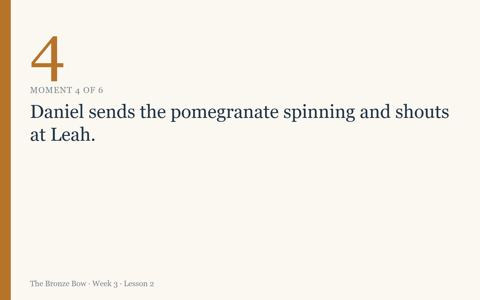 4
MOMENT 4 OF 6
Daniel sends the pomegranate spinning and shouts
at Leah.
The Bronze Bow · Week 3 · Lesson 2